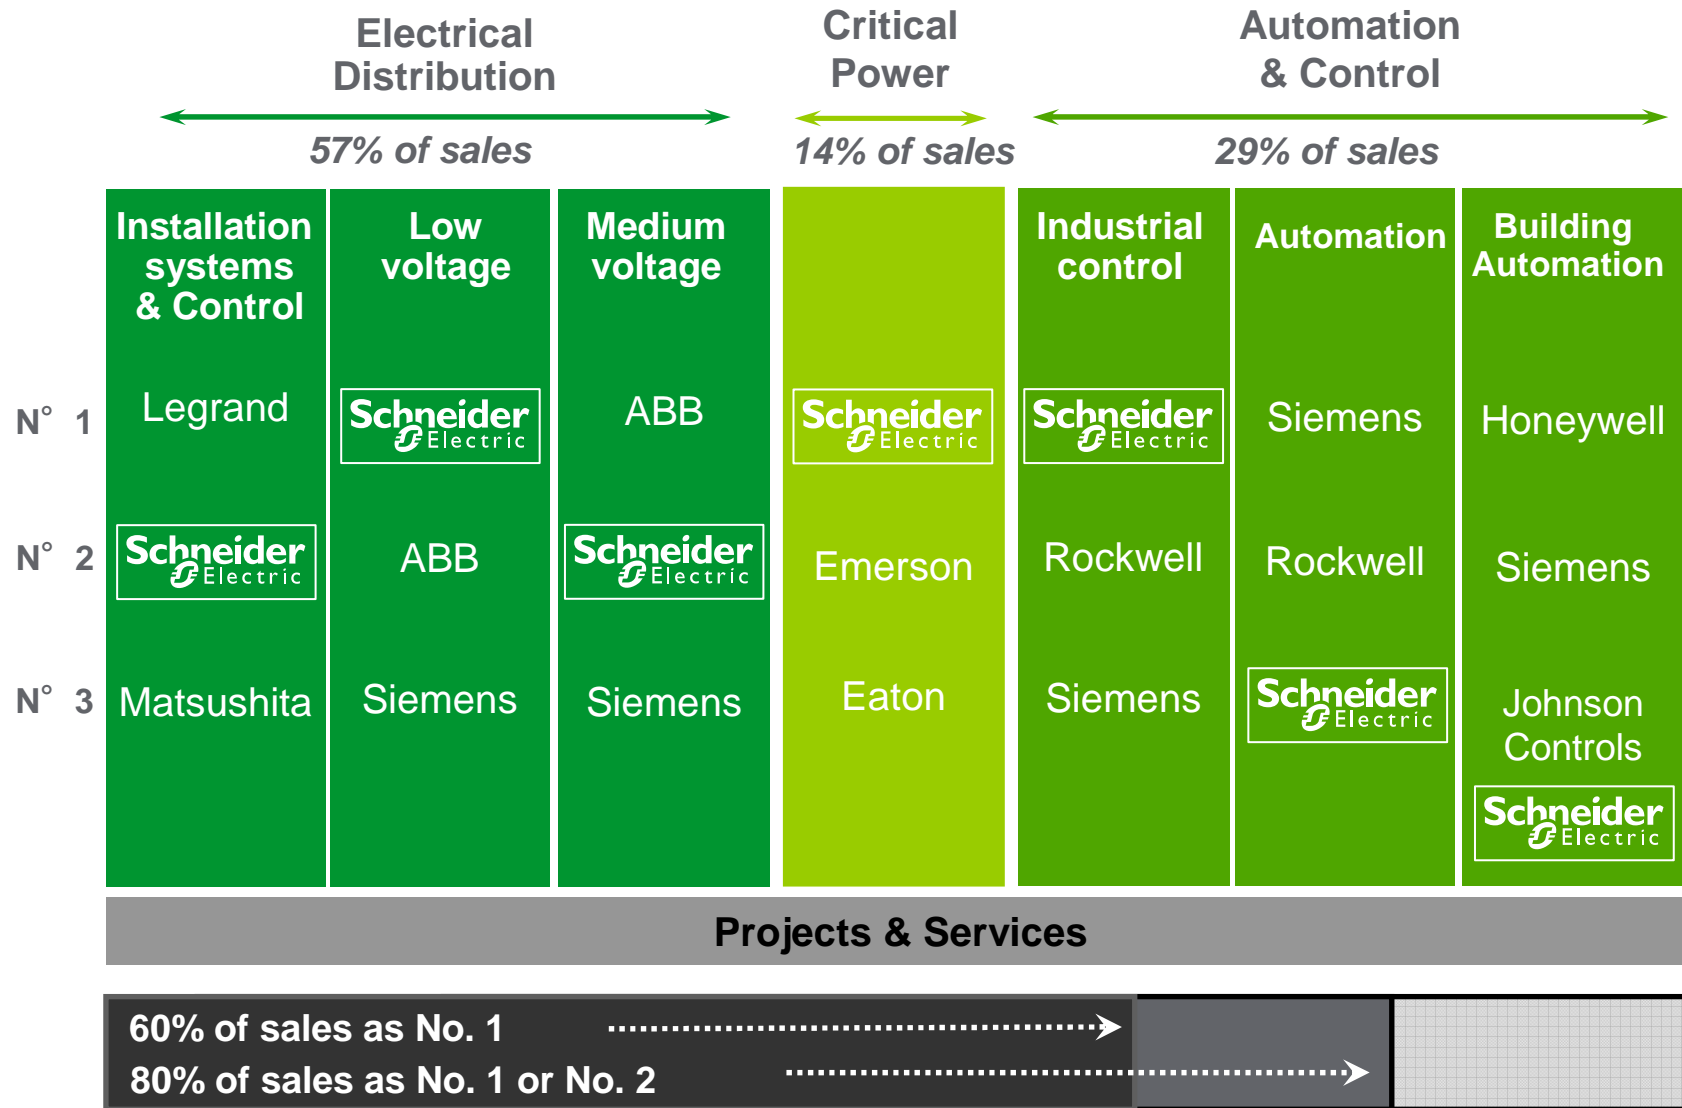 Electrical
Distribution
Critical
Power
Automation
& Control
57% of sales
14% of sales
29% of sales
Installation
systems
& Control
Low
voltage
Medium
voltage
Industrial
control
Automation
Building
Automation
N° 1
Legrand
Schneider
Electric
ABB
Schneider
Electric
Schneider
Electric
Siemens
Honeywell
N° 2
Schneider
Electric
ABB
Schneider
Electric
Emerson
Rockwell
Rockwell
Siemens
N° 3
Matsushita
Siemens
Siemens
Eaton
Siemens
Schneider
Electric
Johnson
Controls
Schneider
Electric
Projects & Services
60% of sales as No. 1
80% of sales as No. 1 or No. 2